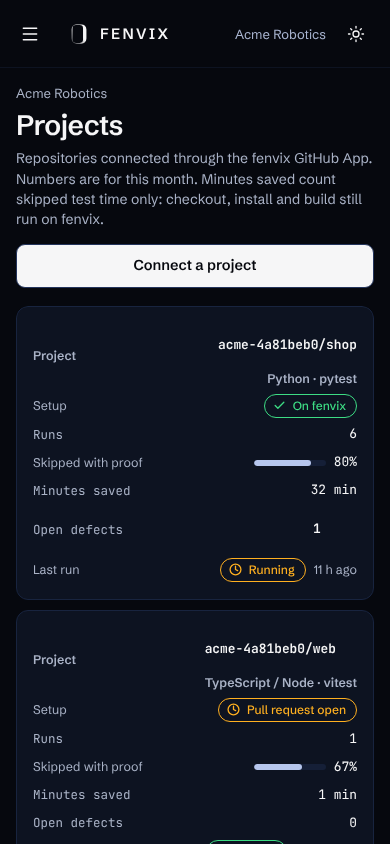 FENVIX
Acme Robotics
Acme Robotics
Projects
Repositories connected through the fenvix GitHub App.
Numbers are for this month. Minutes saved count
skipped test time only: checkout, install and build still
run on fenvix.
Connect a project
Project acme-4a81beb0/shop
Python · pytest
Setup On fenvix
Runs 6
Skipped with proof 80%
Minutes saved 32 min
Open defects 1
Last run Running 11 h ago
Project acme-4a81beb0/web
TypeScript / Node · vitest
Setup Pull request open
Runs 1
Skipped with proof 67%
Minutes saved 1 min
Open defects 0